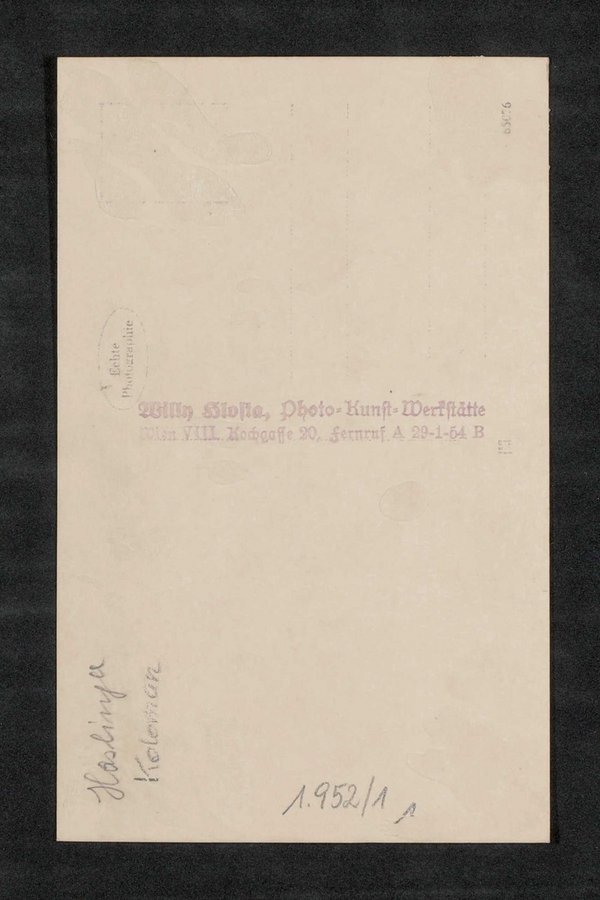 Echte
Photographie
Willy Klosta, Photo-Kunst-Werkstätte
Wien VIII. Kochgasse 20, Fernruf A 29-1-54 B
Haslinger
Koloman
1.952/1